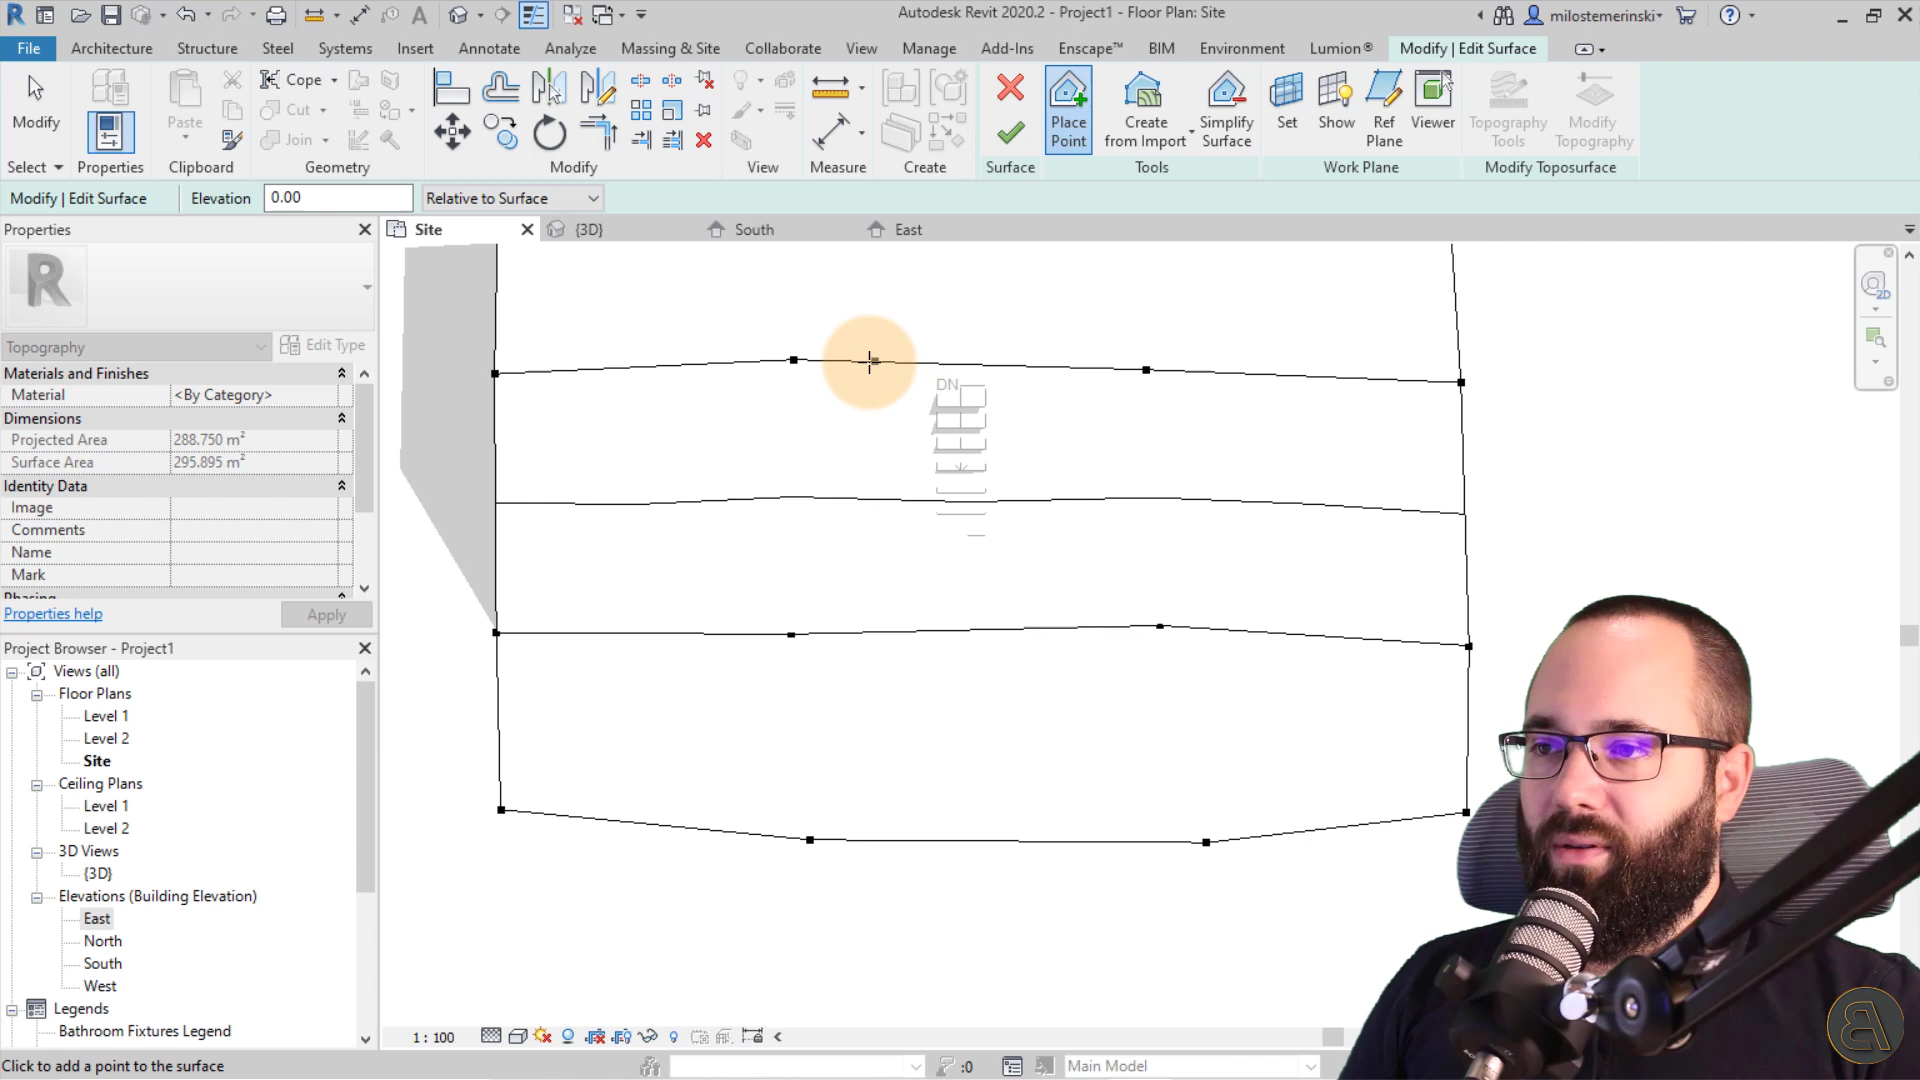 Autodesk Revit 2020.2 - Project1 - Floor Plan: Site
milostemerinski
File
Architecture
Structure
Steel
Systems
Insert
Annotate
Analyze
Massing & Site
Collaborate
View
Manage
Add-Ins
Enscape™
BIM
Environment
Lumion®
Modify | Edit Surface
Modify
Paste
Cope
Cut
Join
Place Point
Create from Import
Simplify Surface
Set
Show
Ref Plane
Viewer
Topography Tools
Modify Topography
Select
Properties
Clipboard
Geometry
Modify
View
Measure
Create
Surface
Tools
Work Plane
Modify Toposurface
Modify | Edit Surface
Elevation
0.00
Relative to Surface
Properties
Site
{3D}
South
East
R
Topography
Edit Type
Materials and Finishes
Material <By Category>
Dimensions
Projected Area 288.750 m²
Surface Area 295.895 m²
Identity Data
Image
Comments
Name
Mark
Phasing
Properties help
Apply
DN
2D
Project Browser - Project1
Views (all)
Floor Plans
Level 1
Level 2
Site
Ceiling Plans
Level 1
Level 2
3D Views
{3D}
Elevations (Building Elevation)
East
North
South
West
Legends
Bathroom Fixtures Legend
1 : 100
Click to add a point to the surface
:0
Main Model